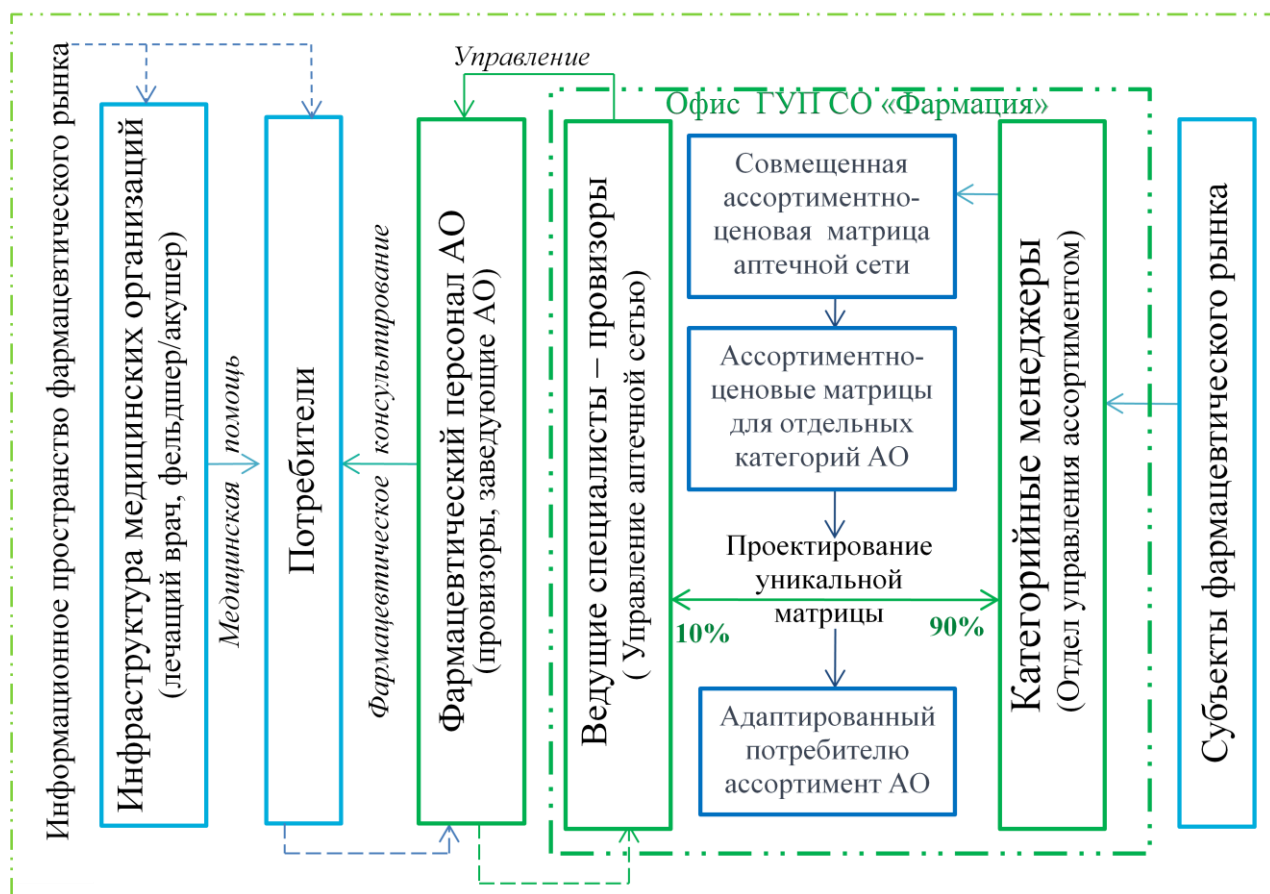 Информационное пространство фармацевтического рынка
Инфраструктура медицинских организаций
(лечащий врач, фельдшер/акушер)
Медицинская помощь
Потребители
Фармацевтическое консультирование
Управление
Фармацевтический персонал АО
(провизоры, заведующие АО)
Офис ГУП СО «Фармация»
Ведущие специалисты – провизоры
( Управление аптечной сетью)
Совмещенная
ассортиментно-
ценовая матрица
аптечной сети
Ассортиментно-
ценовые матрицы
для отдельных
категорий АО
Проектирование
уникальной
матрицы
10%
90%
Адаптированный
потребителю
ассортимент АО
Категорийные менеджеры
(Отдел управления ассортиментом)
Субъекты фармацевтического рынка